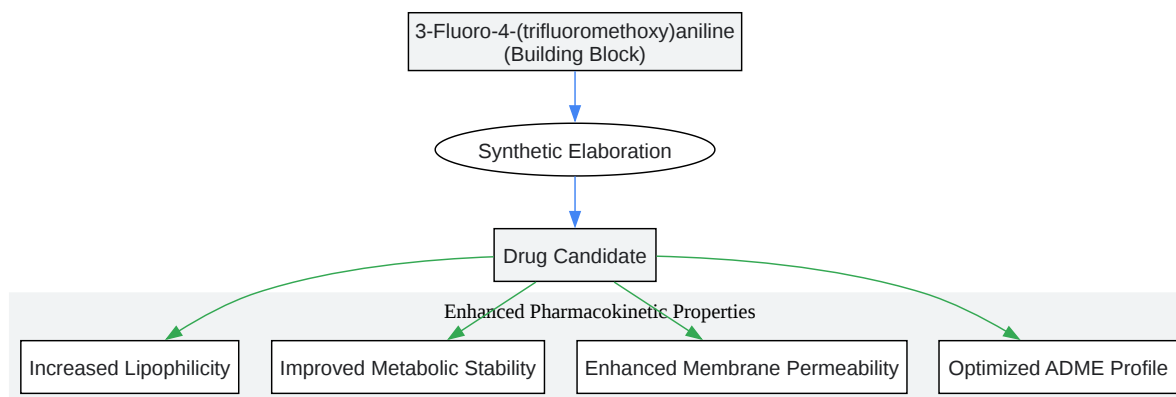 3-Fluoro-4-(trifluoromethoxy)aniline
(Building Block)
Synthetic Elaboration
Drug Candidate
Enhanced Pharmacokinetic Properties
Increased Lipophilicity
Improved Metabolic Stability
Enhanced Membrane Permeability
Optimized ADME Profile